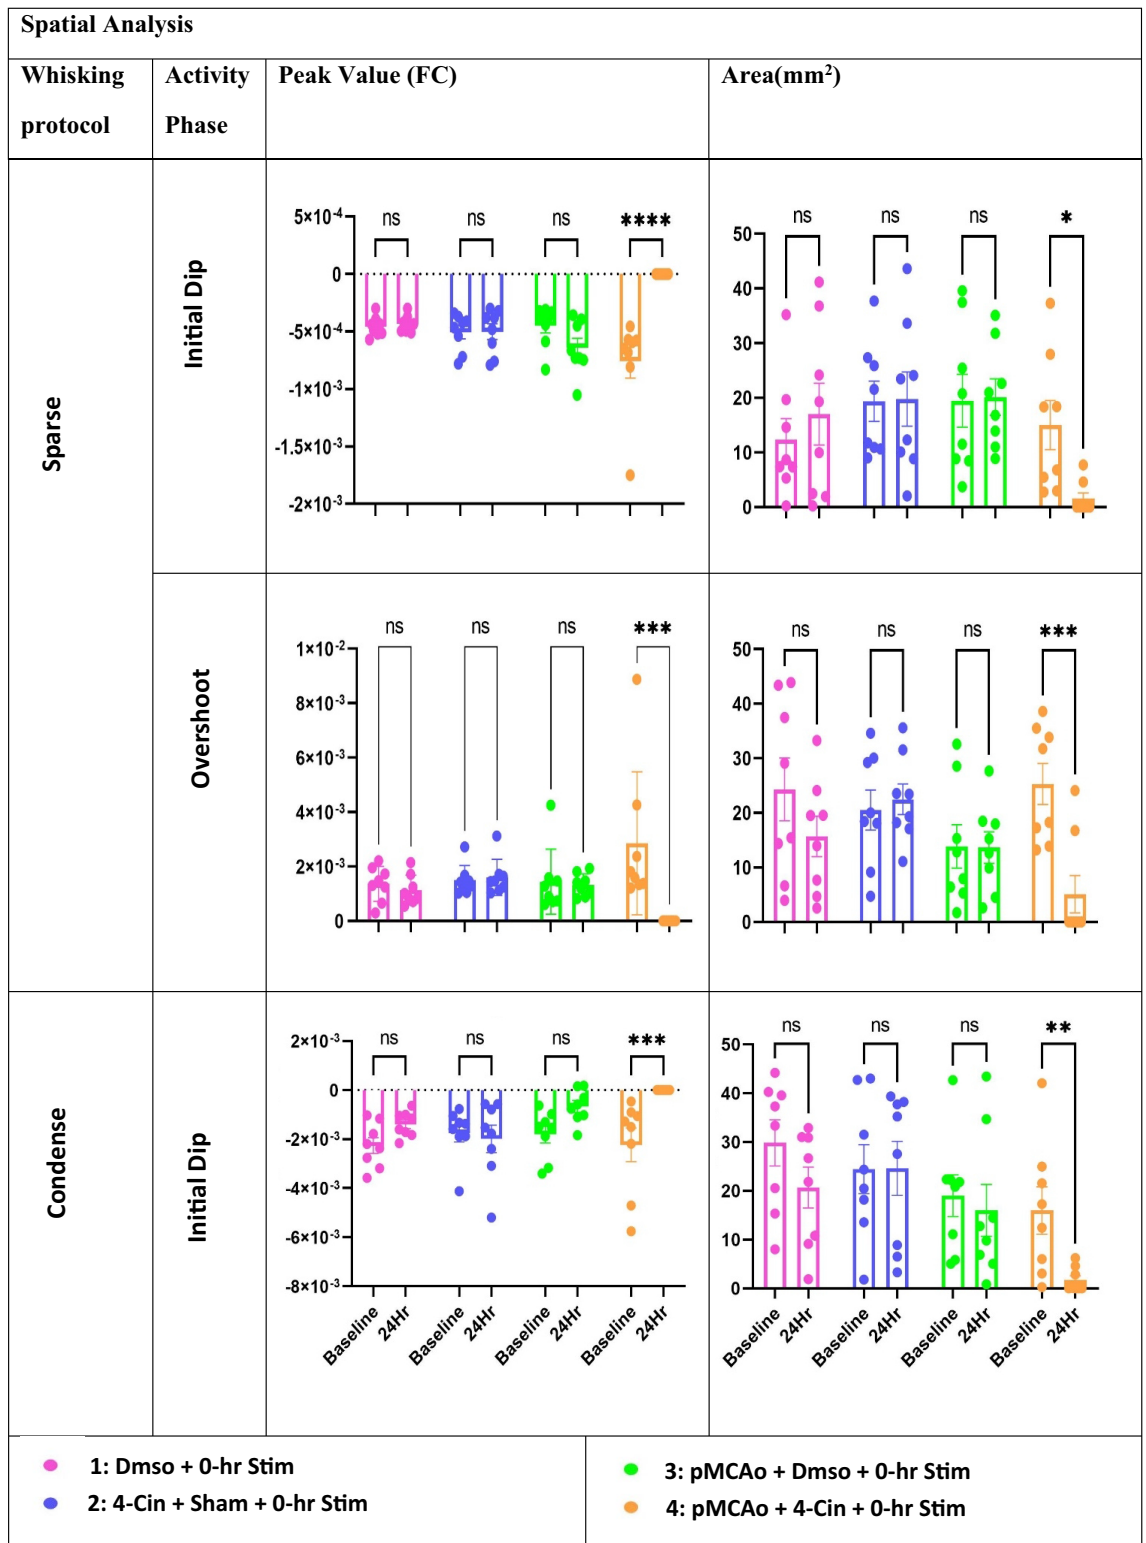 Spatial Analysis
Whisking protocol
Activity Phase
Peak Value (FC)
Area(mm²)
Sparse
Initial Dip
ns ns ns ****
5×10⁻⁴
0
-5×10⁻⁴
-1×10⁻³
-1.5×10⁻³
-2×10⁻³
ns ns ns *
50
40
30
20
10
0
Overshoot
ns ns ns ***
1×10⁻²
8×10⁻³
6×10⁻³
4×10⁻³
2×10⁻³
0
ns ns ns ***
50
40
30
20
10
0
Condense
Initial Dip
ns ns ns ***
2×10⁻³
0
-2×10⁻³
-4×10⁻³
-6×10⁻³
-8×10⁻³
Baseline 24Hr Baseline 24Hr Baseline 24Hr Baseline 24Hr
ns ns ns **
50
40
30
20
10
0
Baseline 24Hr Baseline 24Hr Baseline 24Hr Baseline 24Hr
1: Dmso + 0-hr Stim
2: 4-Cin + Sham + 0-hr Stim
3: pMCAo + Dmso + 0-hr Stim
4: pMCAo + 4-Cin + 0-hr Stim